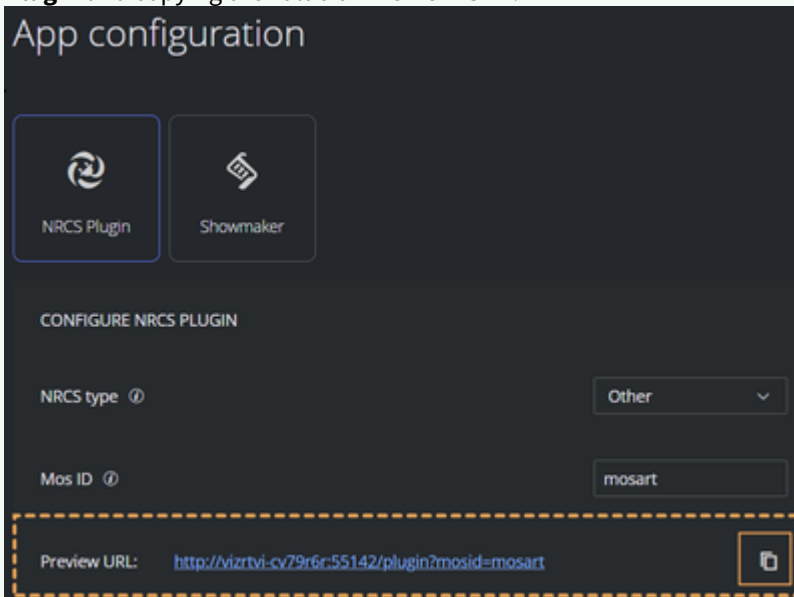 App configuration
NRCS Plugin
Showmaker
CONFIGURE NRCS PLUGIN
NRCS type
Other
Mos ID
mosart
Preview URL:
http://vizrtvi-cv79r6r:55142/plugin?mosid=mosart